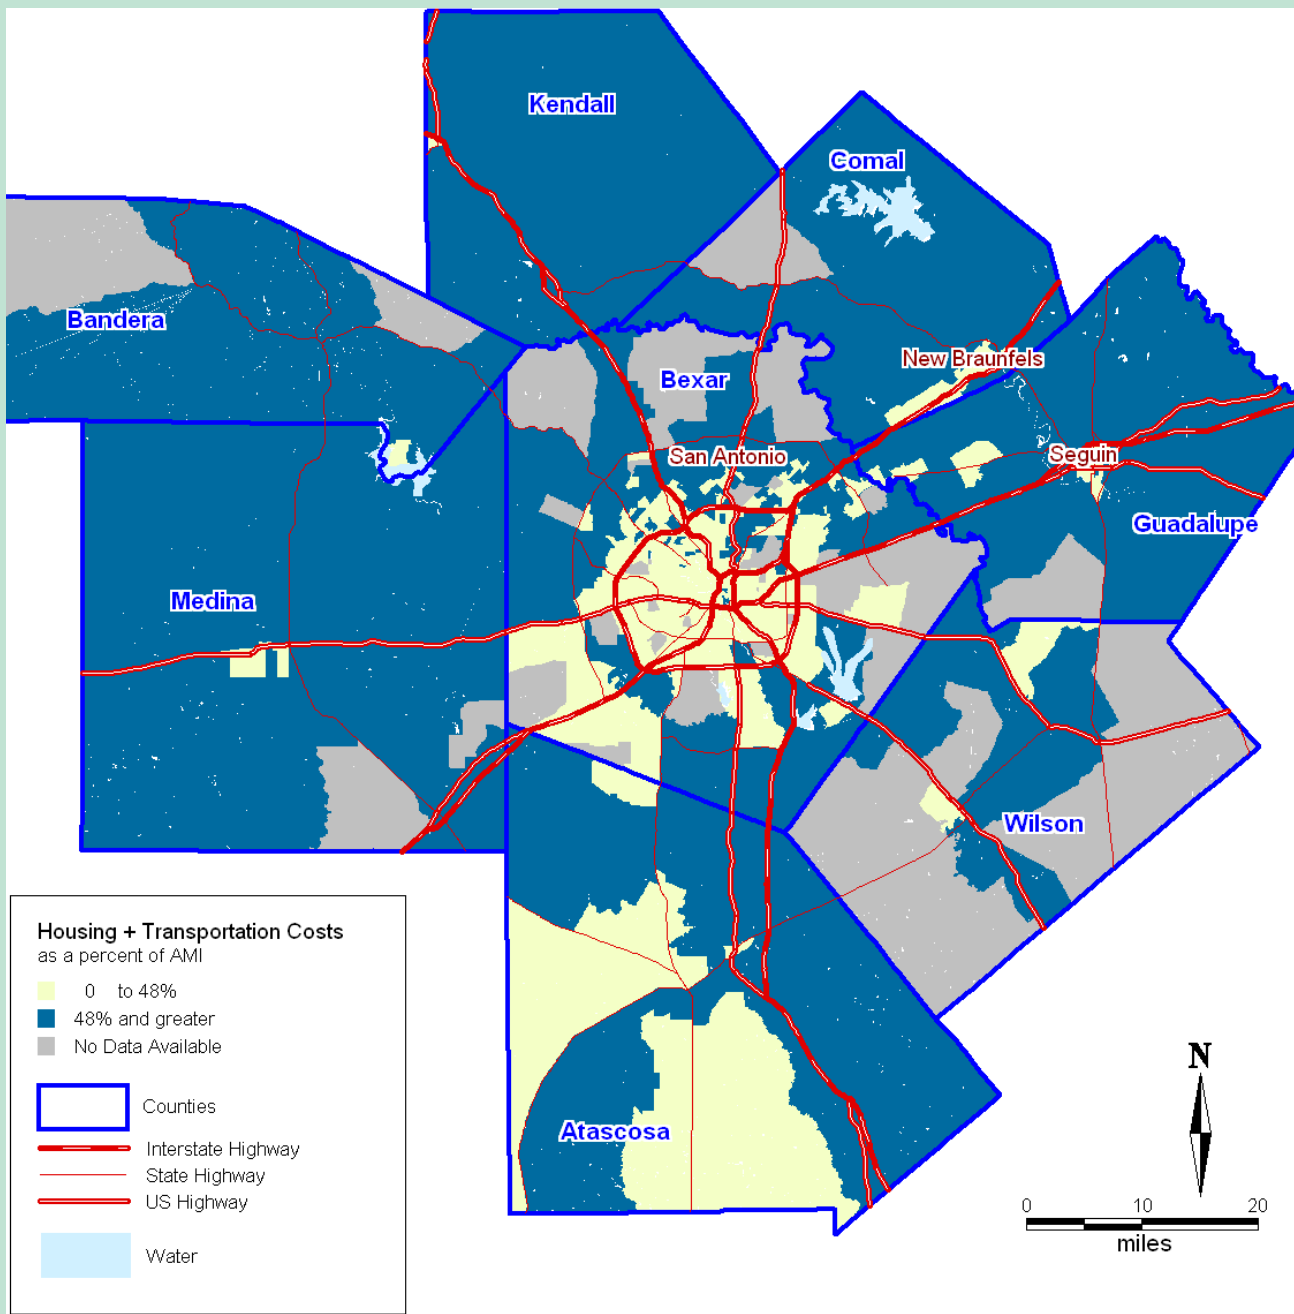 Kendall
Comal
Bandera
New Braunfels
Bexar
San Antonio
Seguin
Guadalupe
Medina
Wilson
Atascosa
Housing + Transportation Costs
as a percent of AMI
0 to 48%
48% and greater
No Data Available
Counties
Interstate Highway
State Highway
US Highway
Water
N
0 10 20
miles